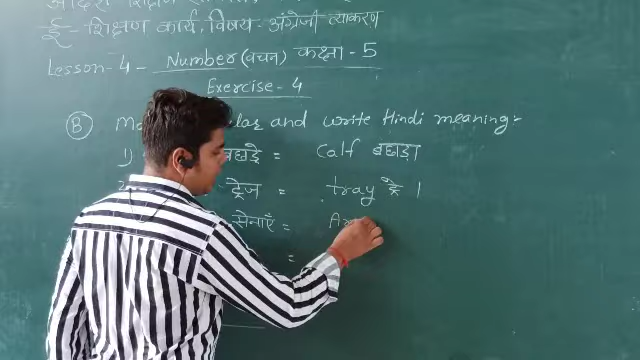 ई- शिक्षण कार्य, विषय- अंग्रेजी व्याकरण
Lesson-4- Number (वचन) कक्षा-5
Exercise-4
(B) and write Hindi meaning-
1) बछड़े = calf बछड़ा
ट्रेज = tray ट्रे ।
सेनाएँ =
=